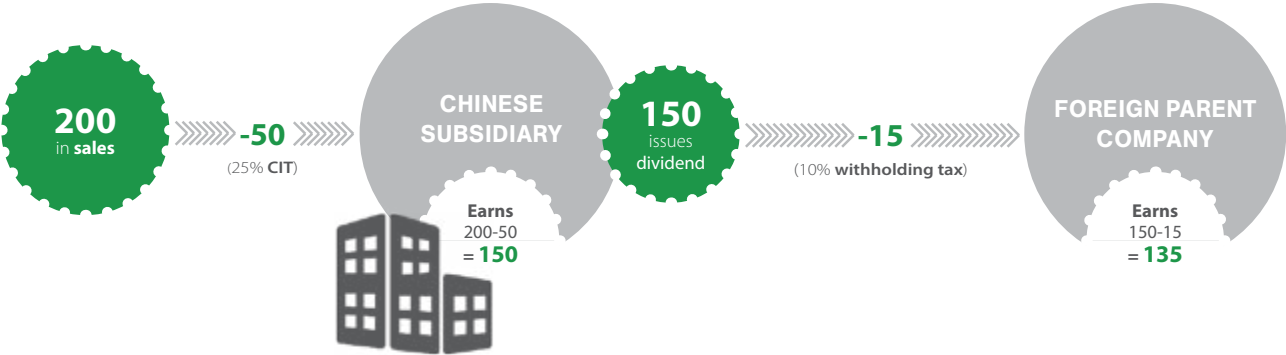 200
in sales
-50
(25% CIT)
CHINESE
SUBSIDIARY
Earns
200-50
= 150
150
issues
dividend
-15
(10% withholding tax)
FOREIGN PARENT
COMPANY
Earns
150-15
= 135